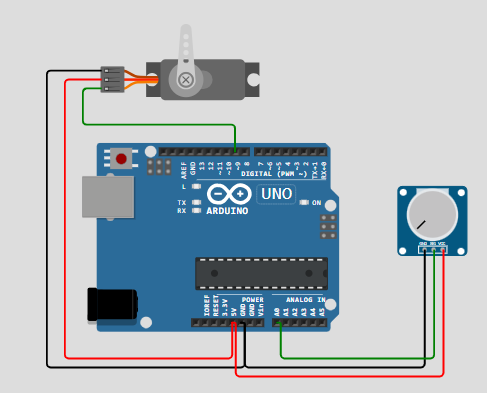 AREF
GND
13
12
~11
~10
~9
8
7
~6
~5
4
~3
2
TX→1
RX←0
DIGITAL (PWM ~)
L
TX
RX
UNO
ARDUINO
ON
GND SIG VCC
IOREF
RESET
3.3V
5V
GND
GND
Vin
POWER
ANALOG IN
A0
A1
A2
A3
A4
A5